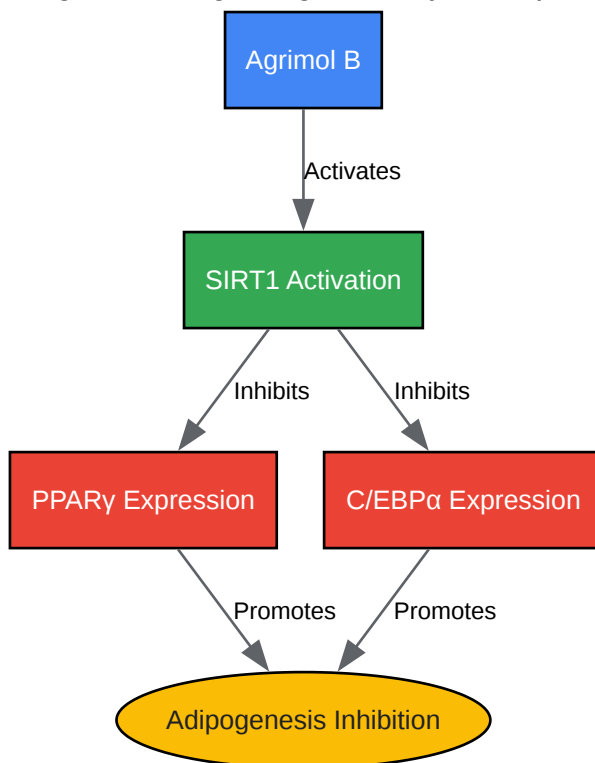 Agrimol B
Activates
SIRT1 Activation
Inhibits
Inhibits
PPARγ Expression
C/EBPα Expression
Promotes
Promotes
Adipogenesis Inhibition